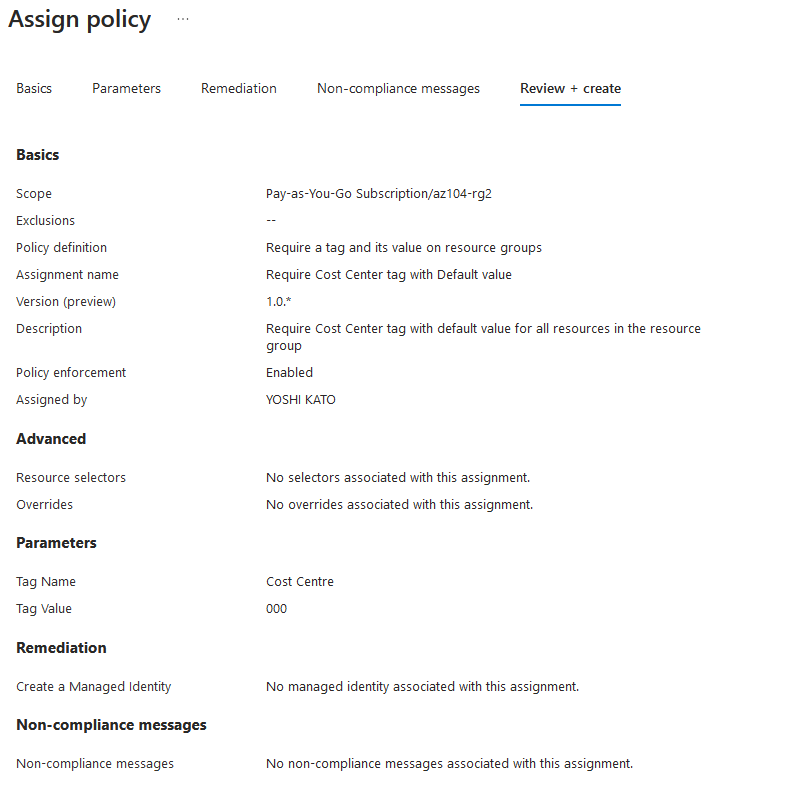 Assign policy ...
Basics Parameters Remediation Non-compliance messages Review + create
Basics
Scope Pay-as-You-Go Subscription/az104-rg2
Exclusions --
Policy definition Require a tag and its value on resource groups
Assignment name Require Cost Center tag with Default value
Version (preview) 1.0.*
Description Require Cost Center tag with default value for all resources in the resource
group
Policy enforcement Enabled
Assigned by YOSHI KATO
Advanced
Resource selectors No selectors associated with this assignment.
Overrides No overrides associated with this assignment.
Parameters
Tag Name Cost Centre
Tag Value 000
Remediation
Create a Managed Identity No managed identity associated with this assignment.
Non-compliance messages
Non-compliance messages No non-compliance messages associated with this assignment.